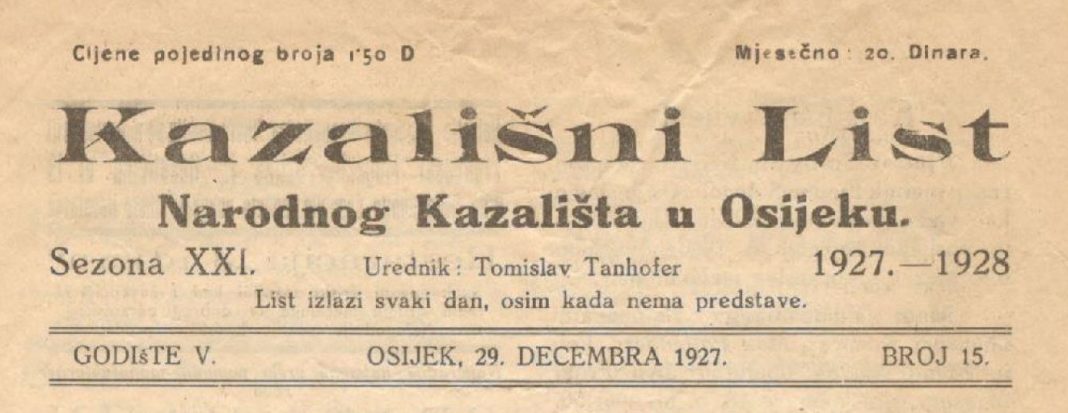 Cijene pojedinog broja 1·50 D
Mjesečno: 20. Dinara.
Kazališni List
Narodnog Kazališta u Osijeku.
Sezona XXI. Urednik: Tomislav Tanhofer 1927.—1928
List izlazi svaki dan, osim kada nema predstave.
GODIšTE V. OSIJEK, 29. DECEMBRA 1927. BROJ 15.